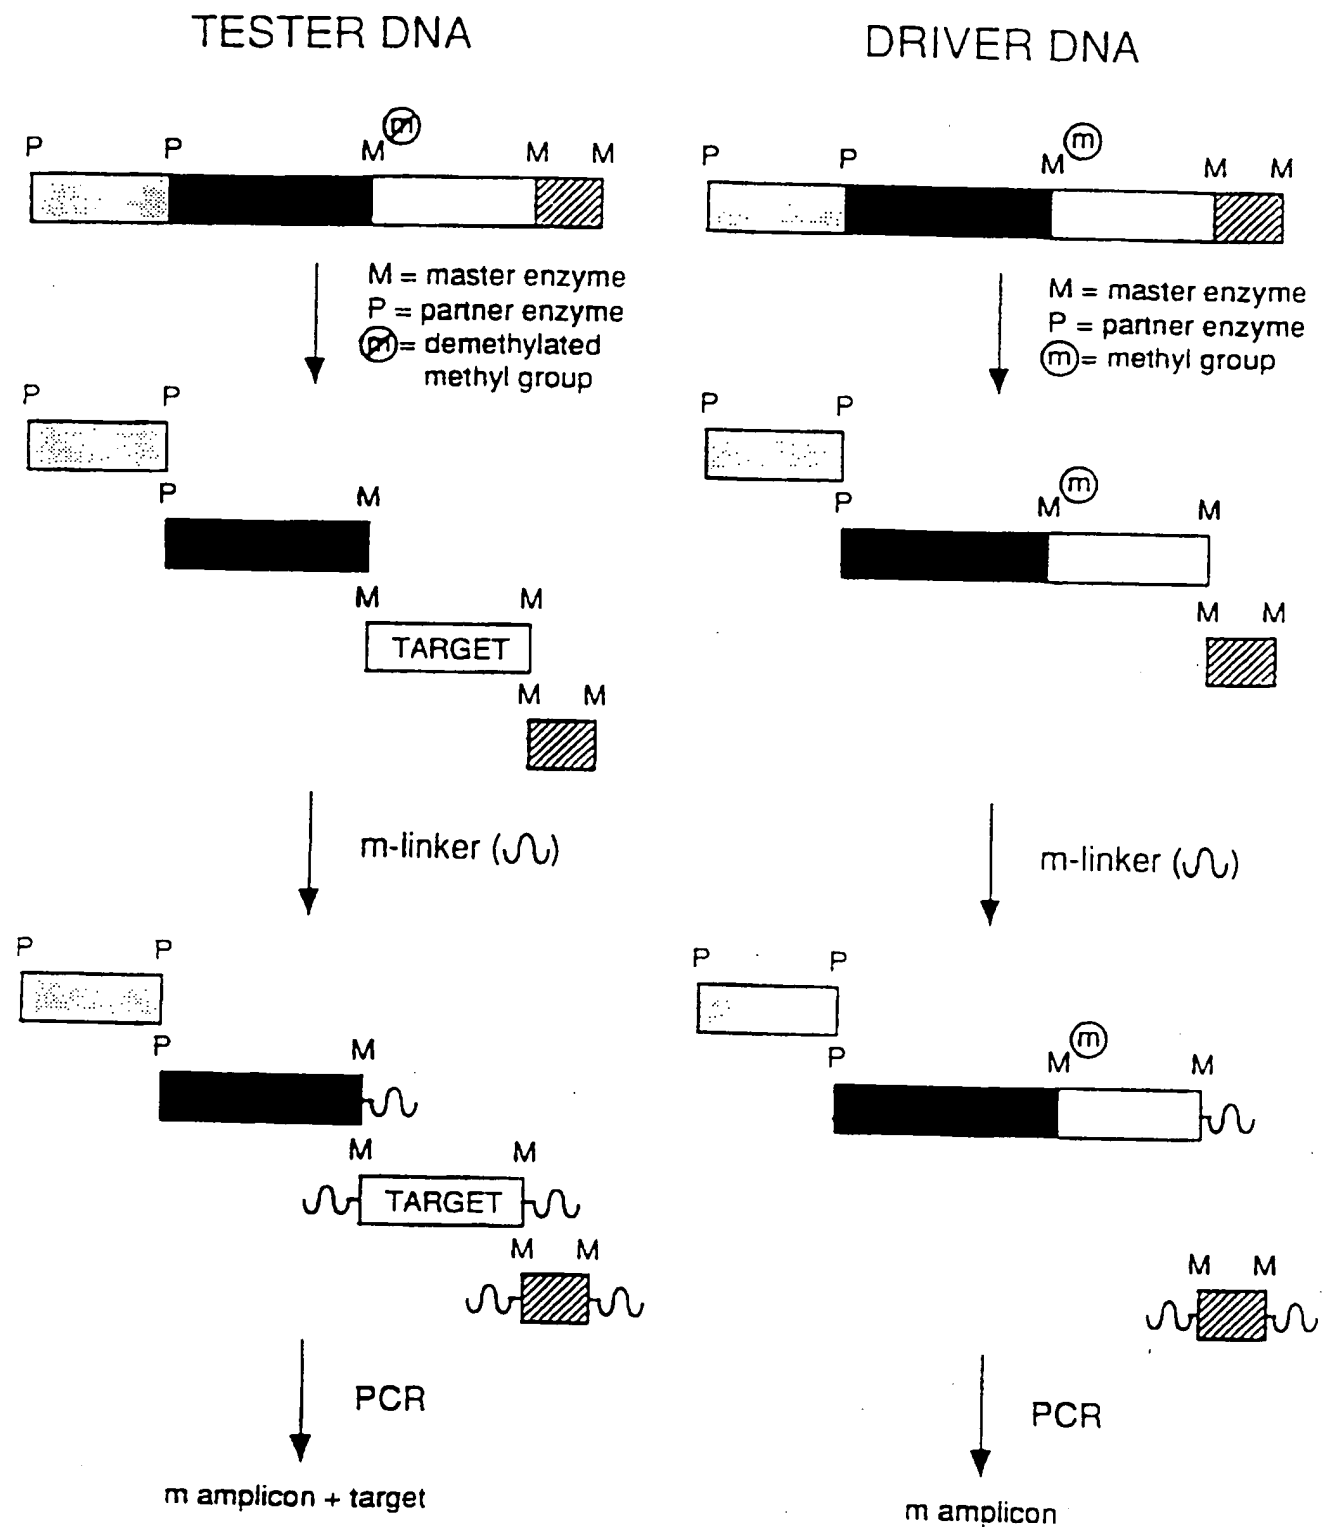 TESTER DNA
P P M ⓜ̸ M M
M = master enzyme
P = partner enzyme
ⓜ̸ = demethylated
methyl group
P P
P M
M M
TARGET
M M
m-linker ( )
P P
P M
M M
TARGET
M M
PCR
m amplicon + target
DRIVER DNA
P P M ⓜ M M
M = master enzyme
P = partner enzyme
ⓜ = methyl group
P P
P M ⓜ M
M M
m-linker ( )
P P
P M ⓜ M
M M
PCR
m amplicon